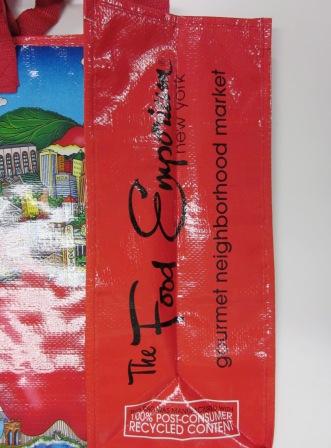 The Food Emporium
new york
gourmet neighborhood market
100% POST-CONSUMER
RECYCLED CONTENT